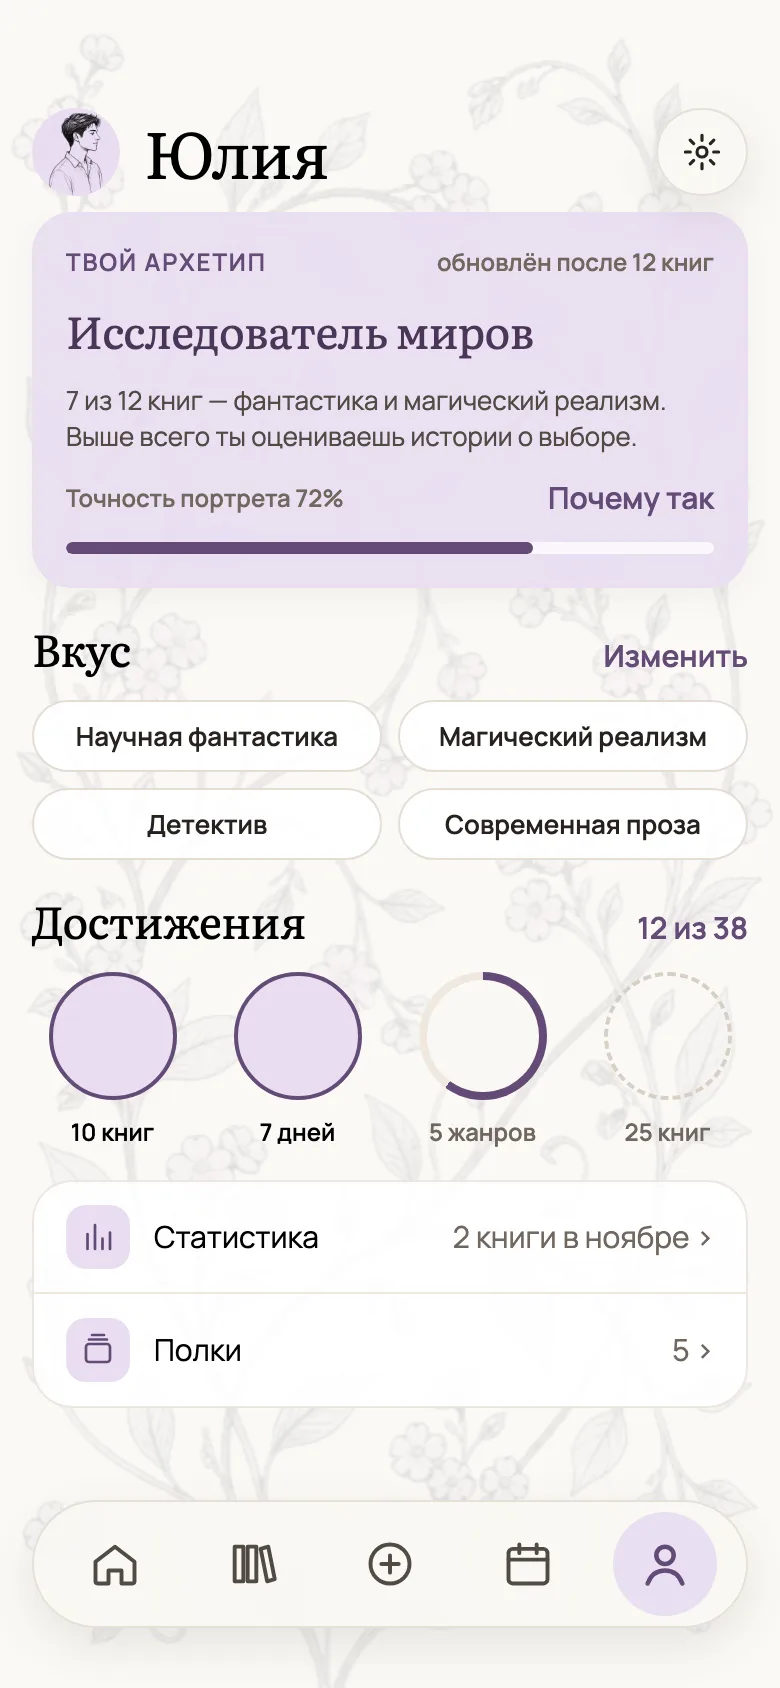 Юлия
ТВОЙ АРХЕТИП
обновлён после 12 книг
Исследователь миров
7 из 12 книг — фантастика и магический реализм.
Выше всего ты оцениваешь истории о выборе.
Точность портрета 72%
Почему так
Вкус
Изменить
Научная фантастика
Магический реализм
Детектив
Современная проза
Достижения
12 из 38
10 книг
7 дней
5 жанров
25 книг
Статистика
2 книги в ноябре
Полки
5